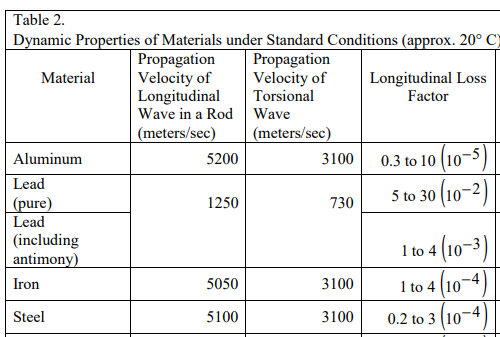 Table 2.
Dynamic Properties of Materials under Standard Conditions (approx. 20° C)
Material
Propagation
Velocity of
Longitudinal
Wave in a Rod
(meters/sec)
Propagation
Velocity of
Torsional
Wave
(meters/sec)
Longitudinal Loss
Factor
Aluminum 5200 3100 0.3 to 10 (10⁻⁵)
Lead
(pure) 1250 730 5 to 30 (10⁻²)
Lead
(including
antimony) 1 to 4 (10⁻³)
Iron 5050 3100 1 to 4 (10⁻⁴)
Steel 5100 3100 0.2 to 3 (10⁻⁴)